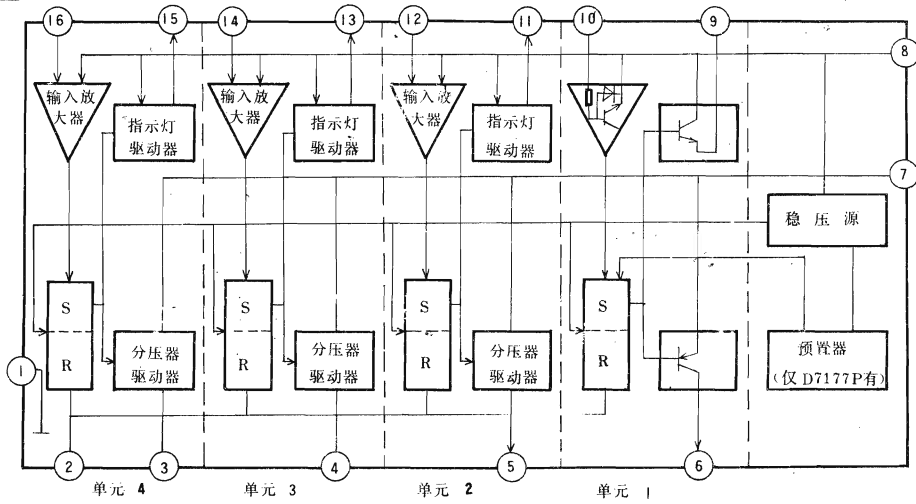 16 15 14 13 12 11 10 9
8
输入放大器
指示灯驱动器
输入放大器
指示灯驱动器
输入放大器
指示灯驱动器
7
稳压源
S
R
分压器驱动器
S
R
分压器驱动器
S
R
分压器驱动器
S
R
预置器
(仅D7177P有)
1
2 3 4 5 6
单元 4 单元 3 单元 2 单元 1